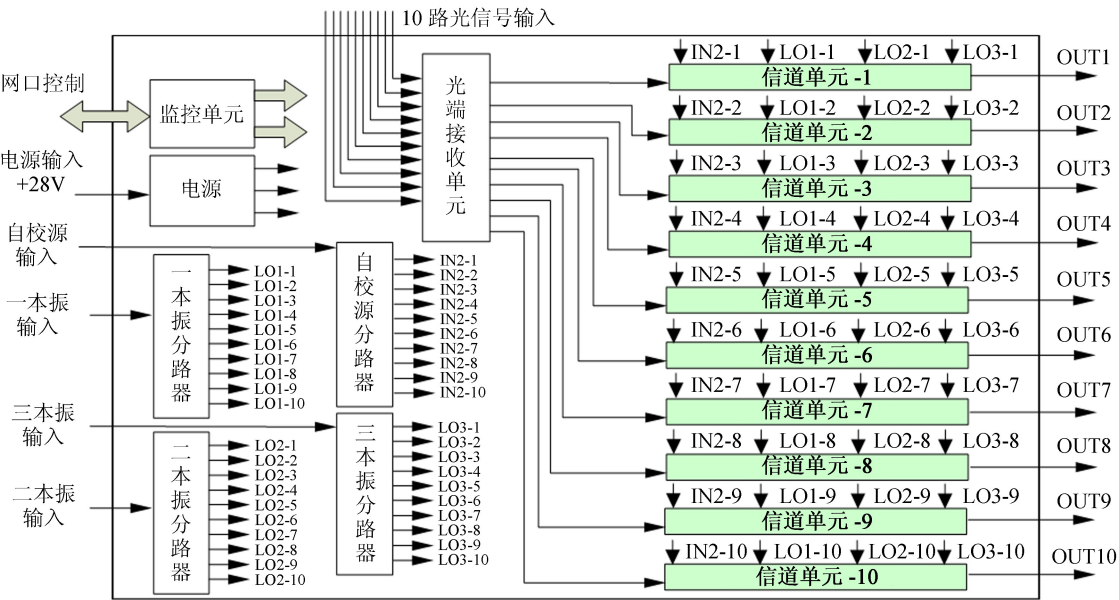 10 路光信号输入
网口控制
监控单元
电源输入
+28V
电源
自校源
输入
一本振
输入
三本振
输入
二本振
输入
光端接收单元
一本振分路器
LO1-1
LO1-2
LO1-3
LO1-4
LO1-5
LO1-6
LO1-7
LO1-8
LO1-9
LO1-10
自校源分路器
IN2-1
IN2-2
IN2-3
IN2-4
IN2-5
IN2-6
IN2-7
IN2-8
IN2-9
IN2-10
二本振分路器
LO2-1
LO2-2
LO2-3
LO2-4
LO2-5
LO2-6
LO2-7
LO2-8
LO2-9
LO2-10
三本振分路器
LO3-1
LO3-2
LO3-3
LO3-4
LO3-5
LO3-6
LO3-7
LO3-8
LO3-9
LO3-10
IN2-1 LO1-1 LO2-1 LO3-1
信道单元 -1
OUT1
IN2-2 LO1-2 LO2-2 LO3-2
信道单元 -2
OUT2
IN2-3 LO1-3 LO2-3 LO3-3
信道单元 -3
OUT3
IN2-4 LO1-4 LO2-4 LO3-4
信道单元 -4
OUT4
IN2-5 LO1-5 LO2-5 LO3-5
信道单元 -5
OUT5
IN2-6 LO1-6 LO2-6 LO3-6
信道单元 -6
OUT6
IN2-7 LO1-7 LO2-7 LO3-7
信道单元 -7
OUT7
IN2-8 LO1-8 LO2-8 LO3-8
信道单元 -8
OUT8
IN2-9 LO1-9 LO2-9 LO3-9
信道单元 -9
OUT9
IN2-10 LO1-10 LO2-10 LO3-10
信道单元 -10
OUT10